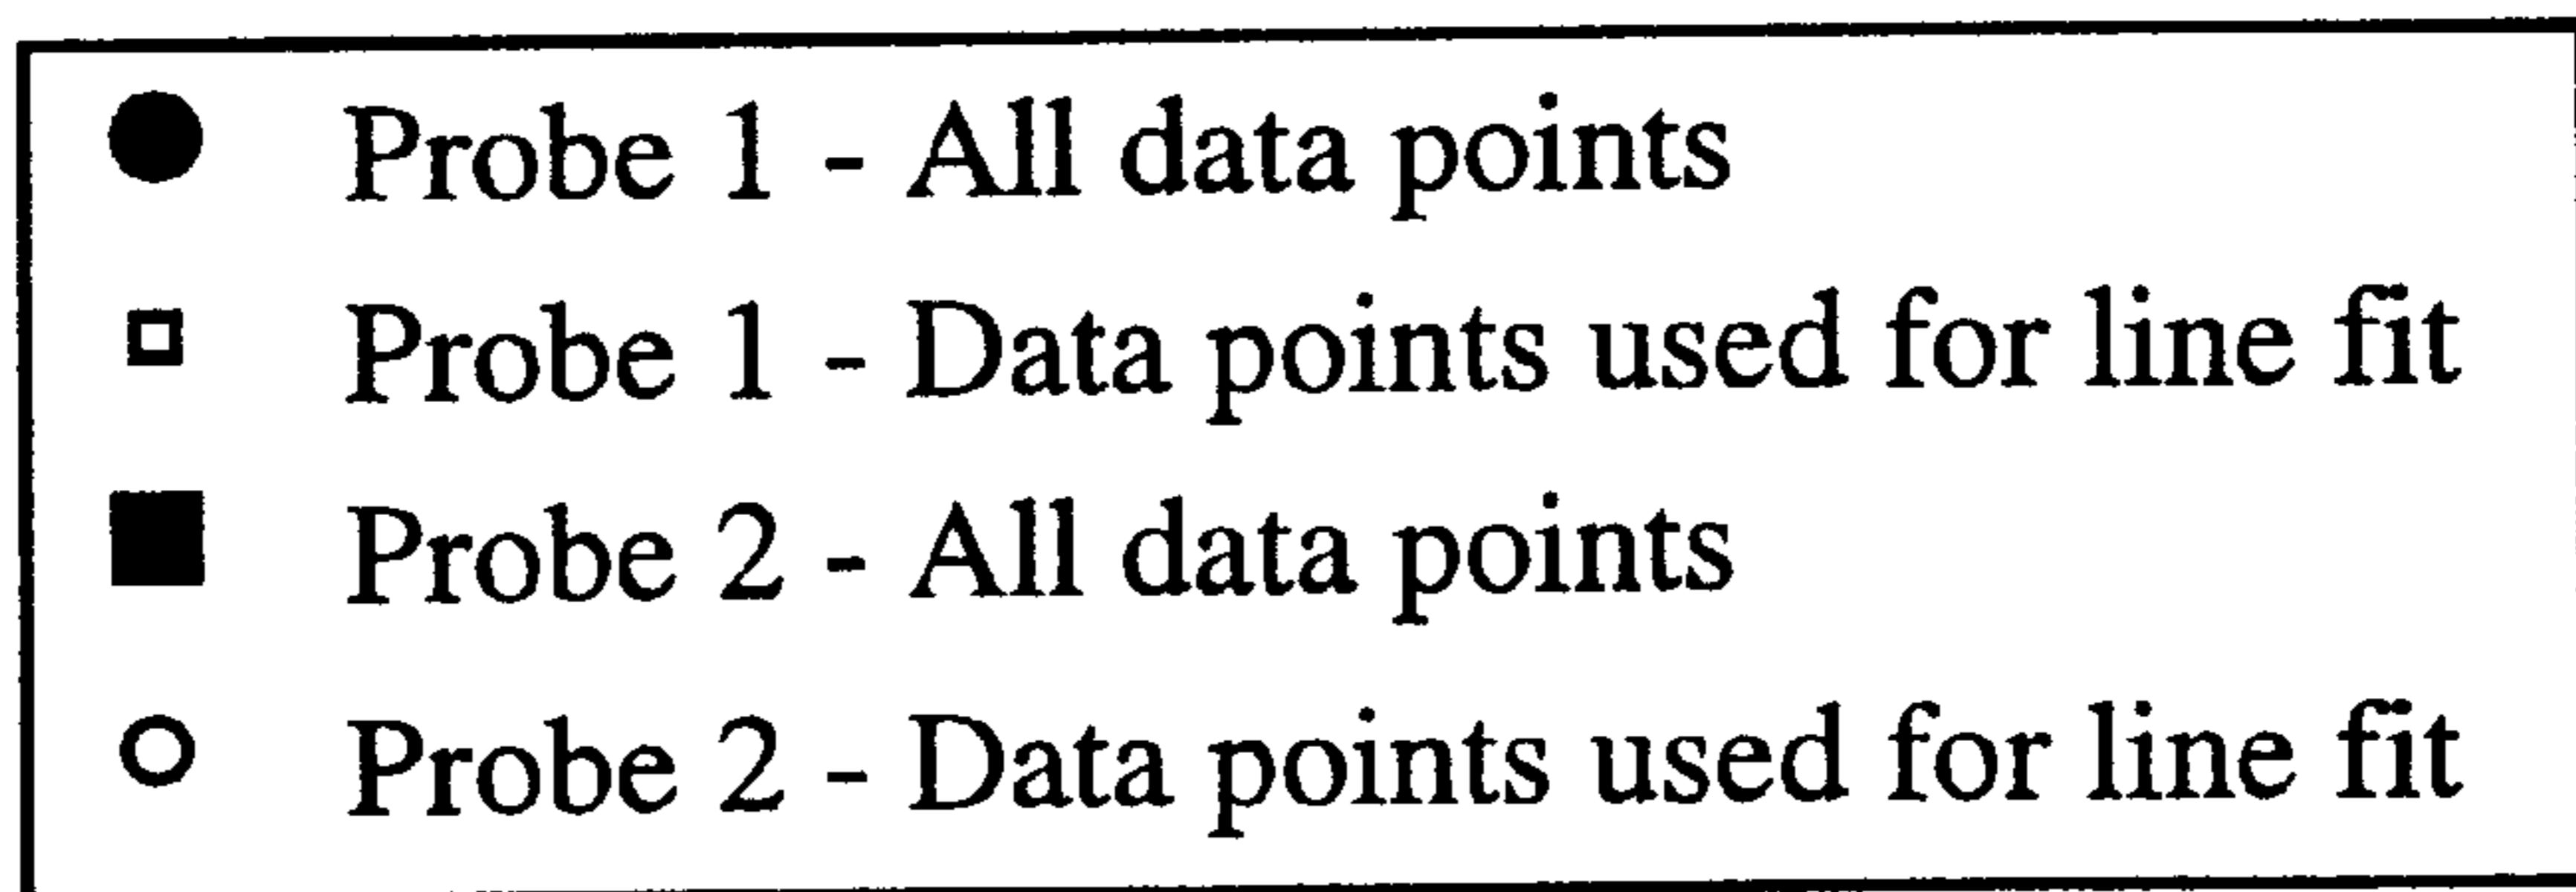 Probe 1 - All data points
Probe 1 - Data points used for line fit
Probe 2 - All data points
Probe 2 - Data points used for line fit